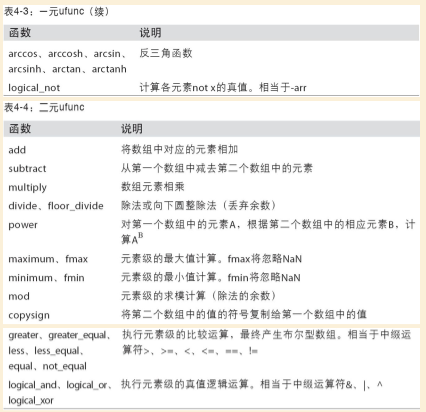 表4-3：一元ufunc（续）
函数 说明
arccos、arccosh、arcsin、 反三角函数
arcsinh、arctan、arctanh
logical_not 计算各元素not x的真值。相当于-arr
表4-4：二元ufunc
函数 说明
add 将数组中对应的元素相加
subtract 从第一个数组中减去第二个数组中的元素
multiply 数组元素相乘
divide、floor_divide 除法或向下圆整除法（丢弃余数）
power 对第一个数组中的元素A，根据第二个数组中的相应元素B，计
算A^B
maximum、fmax 元素级的最大值计算。fmax将忽略NaN
minimum、fmin 元素级的最小值计算。fmin将忽略NaN
mod 元素级的求模计算（除法的余数）
copysign 将第二个数组中的值的符号复制给第一个数组中的值
greater、greater_equal、 执行元素级的比较运算，最终产生布尔型数组。相当于中缀运
less、less_equal、 算符>、>=、<、<=、==、!=
equal、not_equal
logical_and、logical_or、 执行元素级的真值逻辑运算。相当于中缀运算符&、|、^
logical_xor